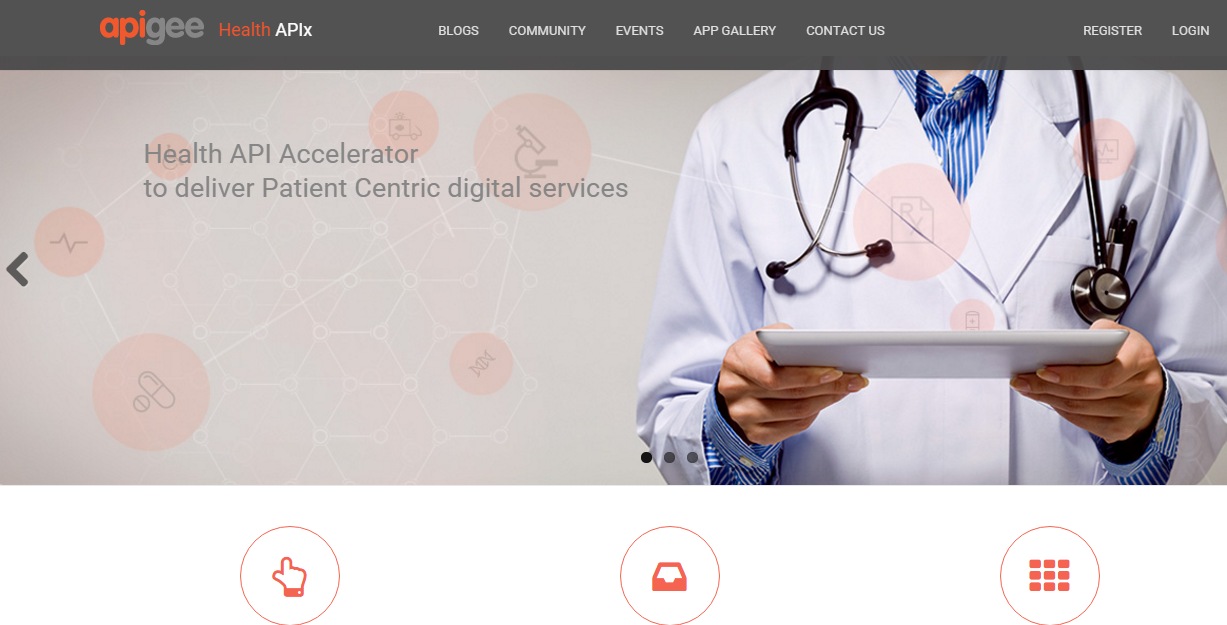 apigee Health APIx
BLOGS COMMUNITY EVENTS APP GALLERY CONTACT US REGISTER LOGIN
Health API Accelerator
to deliver Patient Centric digital services